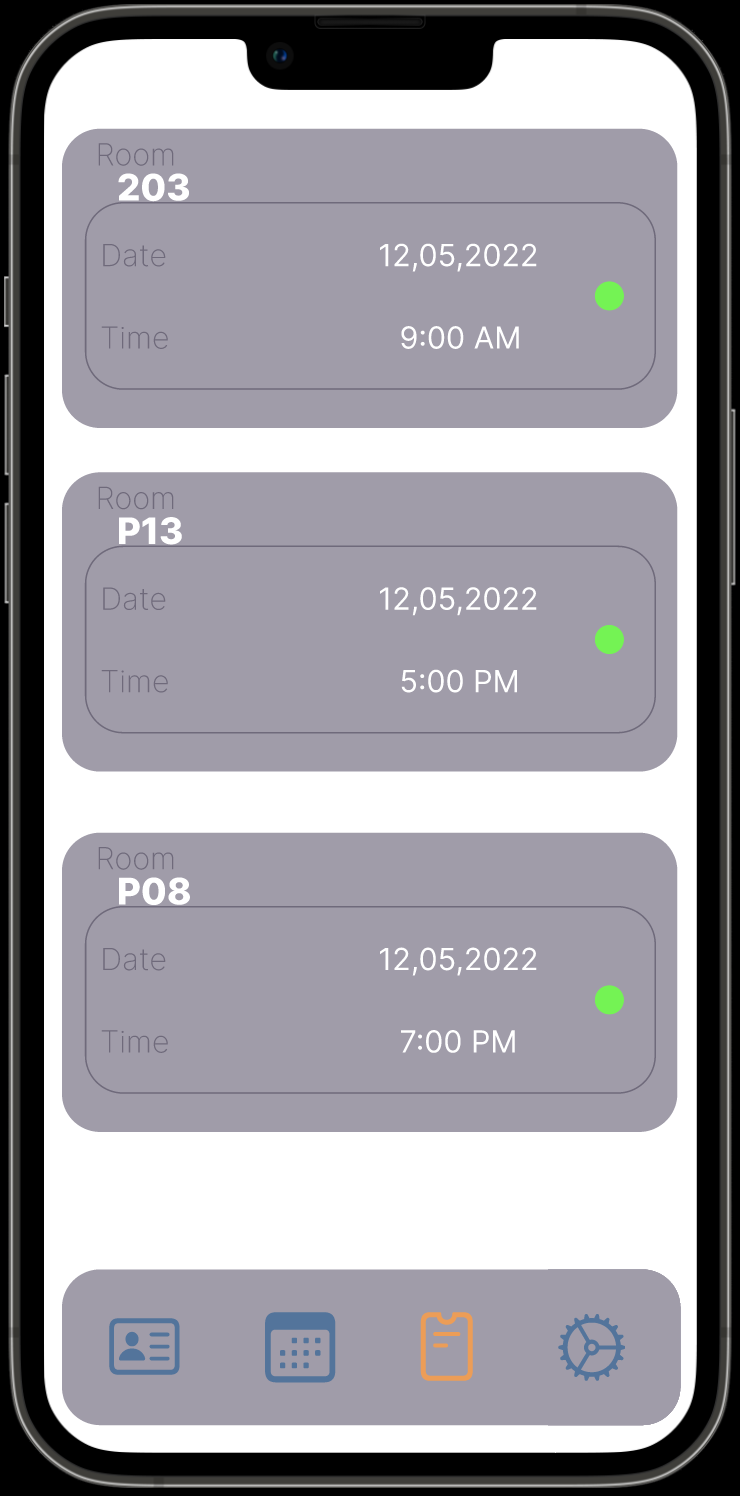 Room
203
Date 12,05,2022
Time 9:00 AM
Room
P13
Date 12,05,2022
Time 5:00 PM
Room
P08
Date 12,05,2022
Time 7:00 PM